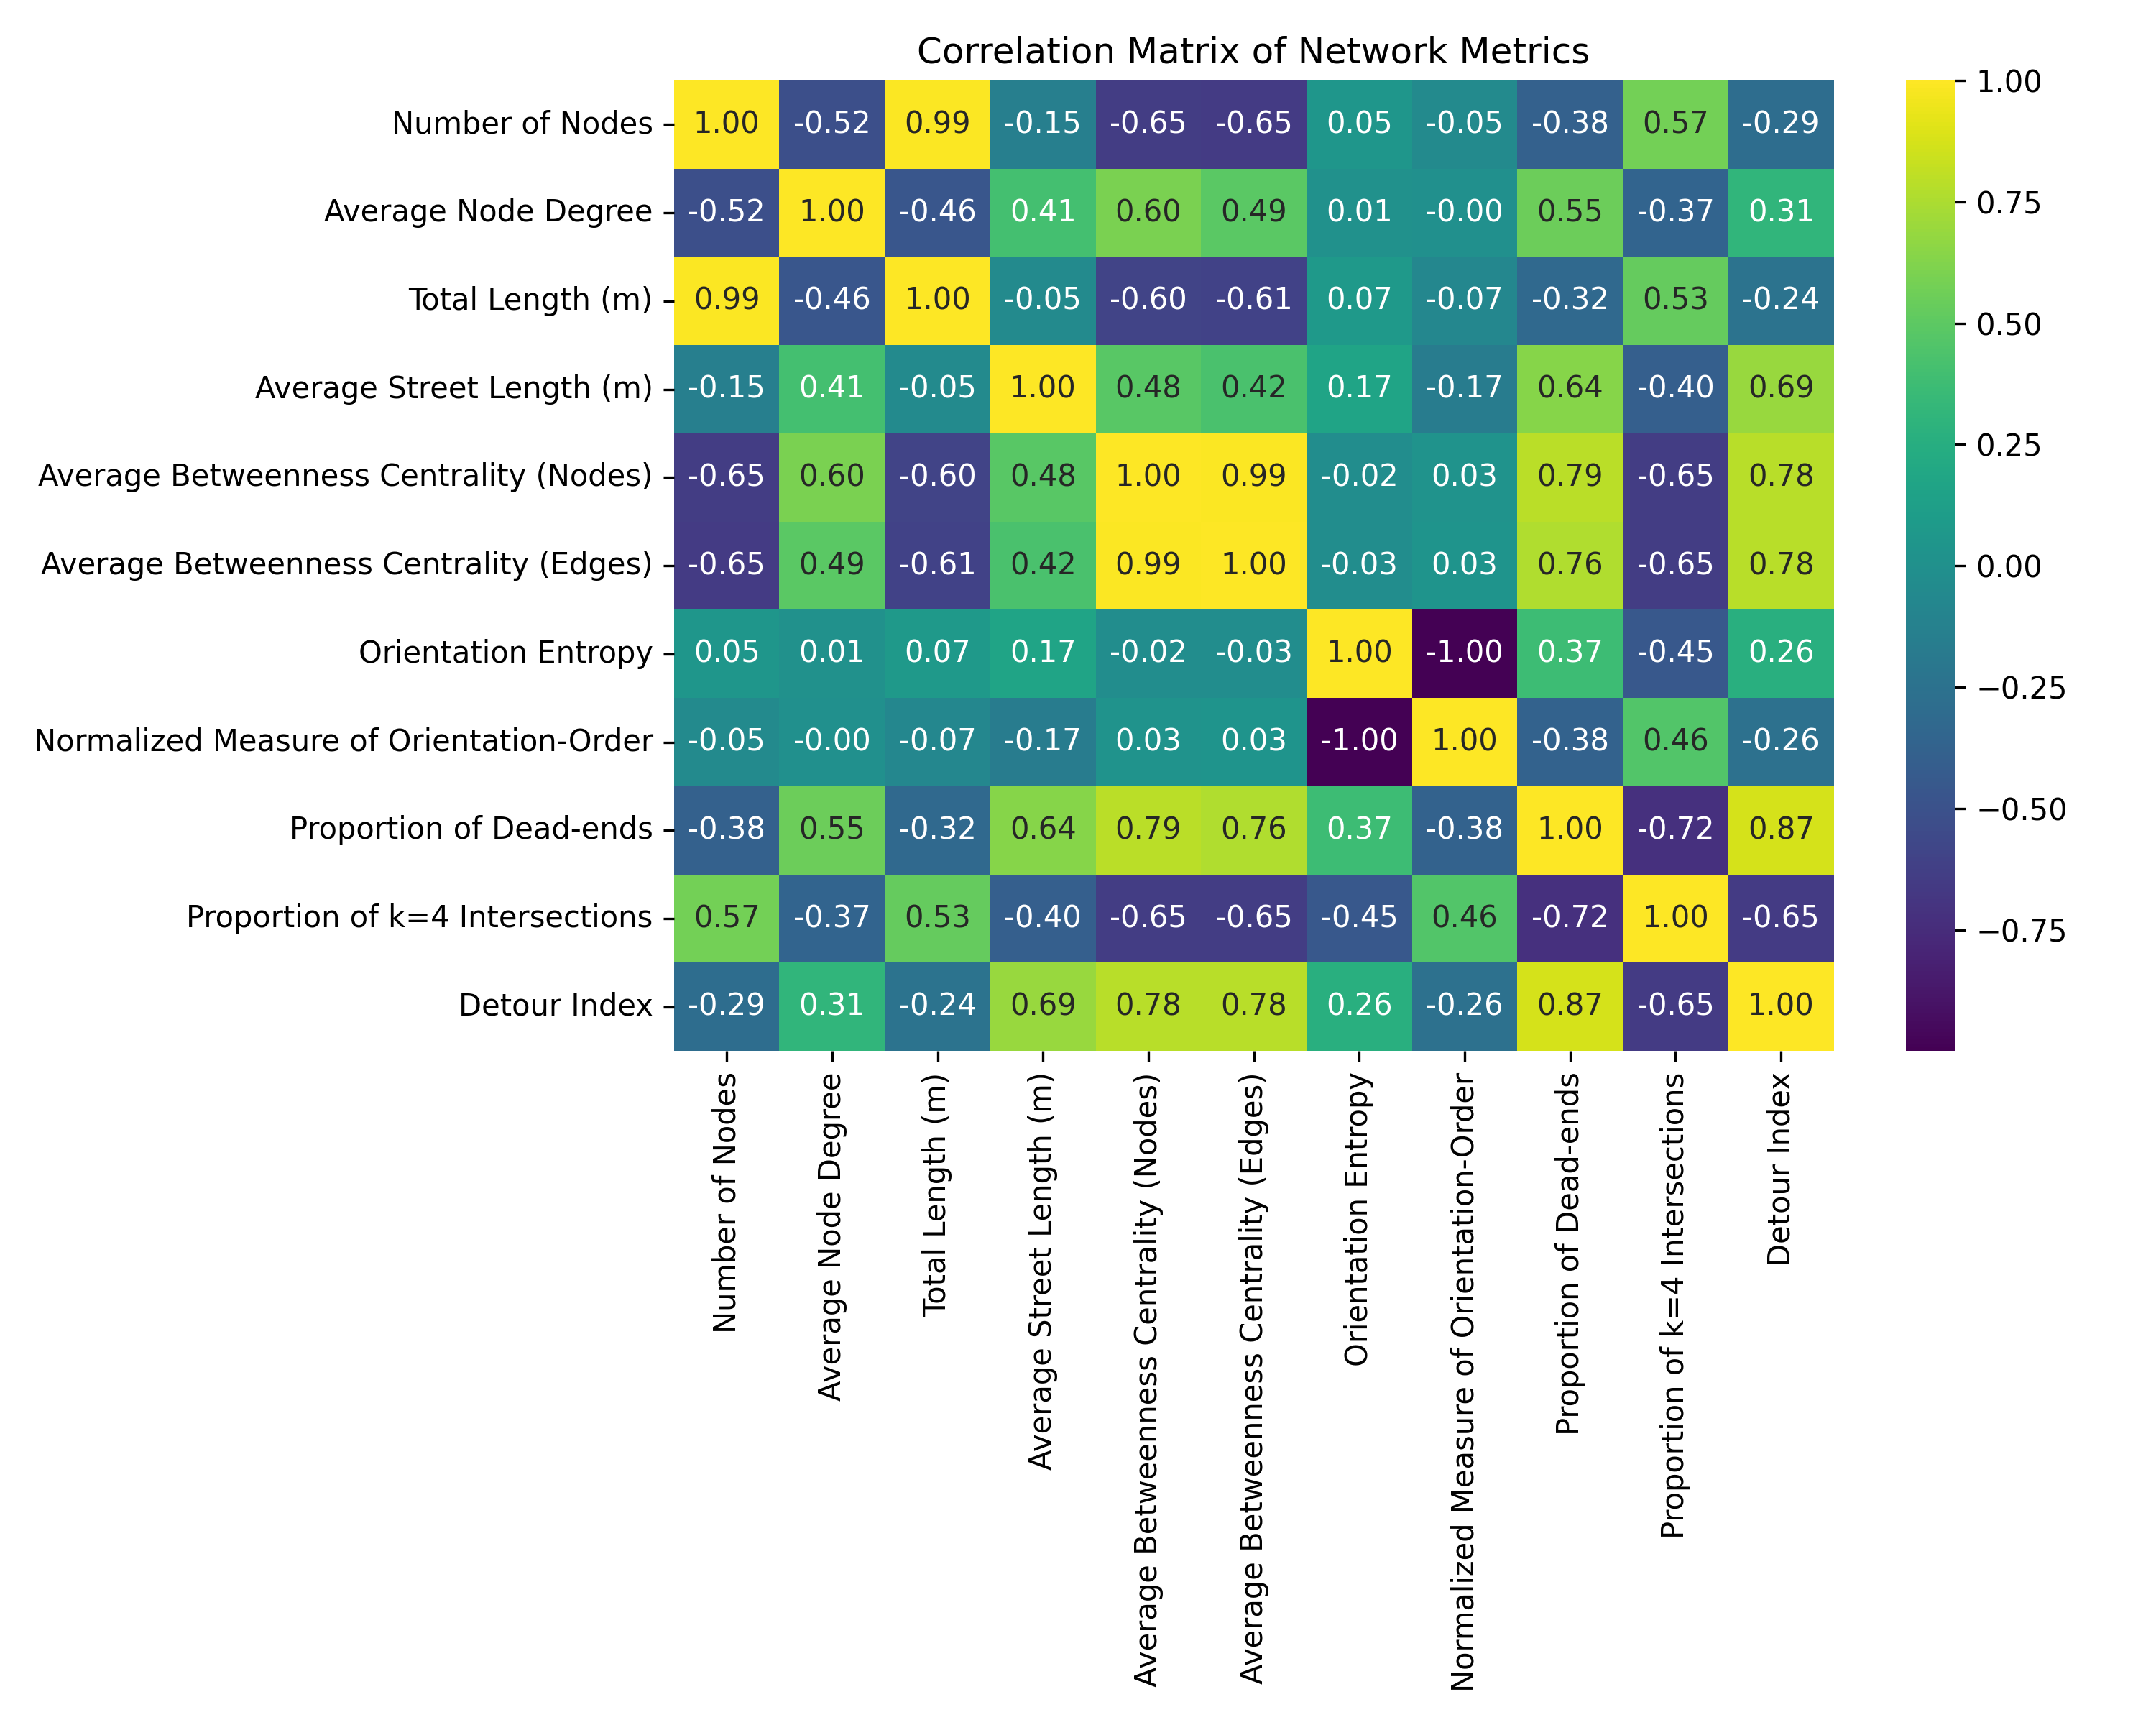 Correlation Matrix of Network Metrics
Number of Nodes 1.00 -0.52 0.99 -0.15 -0.65 -0.65 0.05 -0.05 -0.38 0.57 -0.29
Average Node Degree -0.52 1.00 -0.46 0.41 0.60 0.49 0.01 -0.00 0.55 -0.37 0.31
Total Length (m) 0.99 -0.46 1.00 -0.05 -0.60 -0.61 0.07 -0.07 -0.32 0.53 -0.24
Average Street Length (m) -0.15 0.41 -0.05 1.00 0.48 0.42 0.17 -0.17 0.64 -0.40 0.69
Average Betweenness Centrality (Nodes) -0.65 0.60 -0.60 0.48 1.00 0.99 -0.02 0.03 0.79 -0.65 0.78
Average Betweenness Centrality (Edges) -0.65 0.49 -0.61 0.42 0.99 1.00 -0.03 0.03 0.76 -0.65 0.78
Orientation Entropy 0.05 0.01 0.07 0.17 -0.02 -0.03 1.00 -1.00 0.37 -0.45 0.26
Normalized Measure of Orientation-Order -0.05 -0.00 -0.07 -0.17 0.03 0.03 -1.00 1.00 -0.38 0.46 -0.26
Proportion of Dead-ends -0.38 0.55 -0.32 0.64 0.79 0.76 0.37 -0.38 1.00 -0.72 0.87
Proportion of k=4 Intersections 0.57 -0.37 0.53 -0.40 -0.65 -0.65 -0.45 0.46 -0.72 1.00 -0.65
Detour Index -0.29 0.31 -0.24 0.69 0.78 0.78 0.26 -0.26 0.87 -0.65 1.00
Number of Nodes
Average Node Degree
Total Length (m)
Average Street Length (m)
Average Betweenness Centrality (Nodes)
Average Betweenness Centrality (Edges)
Orientation Entropy
Normalized Measure of Orientation-Order
Proportion of Dead-ends
Proportion of k=4 Intersections
Detour Index
1.00
0.75
0.50
0.25
0.00
−0.25
−0.50
−0.75